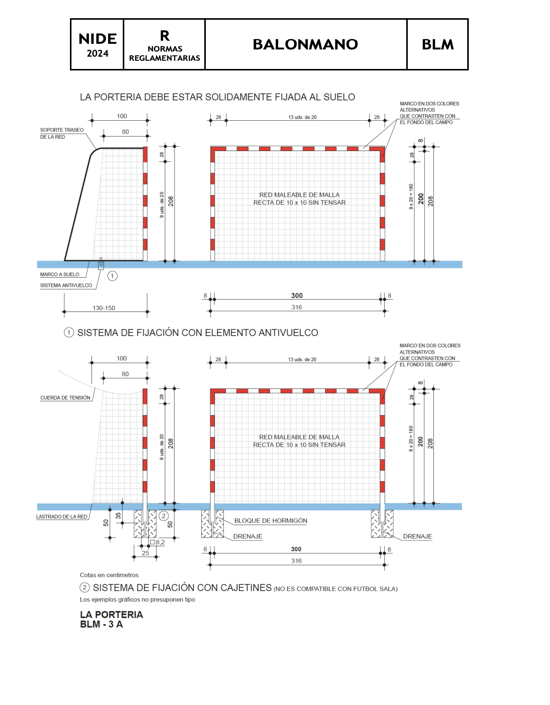 NIDE
2024
R
NORMAS
REGLAMENTARIAS
BALONMANO
BLM
LA PORTERIA DEBE ESTAR SOLIDAMENTE FIJADA AL SUELO
MARCO EN DOS COLORES
ALTERNATIVOS
QUE CONTRASTEN CON
EL FONDO DEL CAMPO
100
28
13 uds. de 20
28
SOPORTE TRASEO
DE LA RED
80
8
28
28
9 uds. de 20
208
RED MALEABLE DE MALLA
RECTA DE 10 x 10 SIN TENSAR
9 x 20 = 180
200
208
MARCO A SUELO
1
SISTEMA ANTIVUELCO
130-150
8
300
8
316
1 SISTEMA DE FIJACIÓN CON ELEMENTO ANTIVUELCO
MARCO EN DOS COLORES
ALTERNATIVOS
QUE CONTRASTEN CON
EL FONDO DEL CAMPO
100
28
13 uds. de 20
28
80
8
CUERDA DE TENSIÓN
28
28
9 uds. de 20
208
RED MALEABLE DE MALLA
RECTA DE 10 x 10 SIN TENSAR
9 x 20 = 180
200
208
LASTRADO DE LA RED
50
35
2
50
BLOQUE DE HORMIGÓN
DRENAJE
DRENAJE
8,2
25
8
300
8
316
Cotas en centimetros
2 SISTEMA DE FIJACIÓN CON CAJETINES (NO ES COMPATIBLE CON FUTBOL SALA)
Los ejemplos gráficos no presuponen tipo
LA PORTERIA
BLM - 3 A